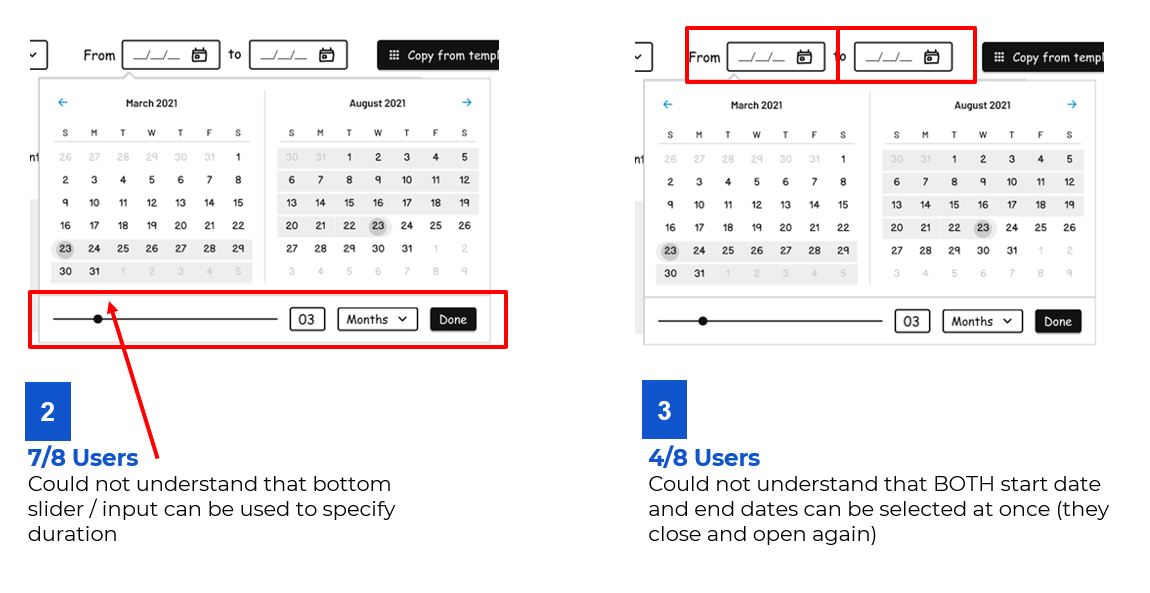 From __/__/__ to __/__/__ Copy from templ
March 2021 August 2021
S M T W T F S S M T W T F S
26 27 28 29 30 31 1 30 31 1 2 3 4 5
2 3 4 5 6 7 8 6 7 8 9 10 11 12
9 10 11 12 13 14 15 13 14 15 16 17 18 19
16 17 18 19 20 21 22 20 21 22 23 24 25 26
23 24 25 26 27 28 29 27 28 29 30 31 1 2
30 31 1 2 3 4 5 3 4 5 6 7 8 9
03 Months Done
2
7/8 Users
Could not understand that bottom
slider / input can be used to specify
duration
From __/__/__ to __/__/__ Copy from templ
March 2021 August 2021
S M T W T F S S M T W T F S
26 27 28 29 30 31 1 30 31 1 2 3 4 5
2 3 4 5 6 7 8 6 7 8 9 10 11 12
9 10 11 12 13 14 15 13 14 15 16 17 18 19
16 17 18 19 20 21 22 20 21 22 23 24 25 26
23 24 25 26 27 28 29 27 28 29 30 31 1 2
30 31 1 2 3 4 5 3 4 5 6 7 8 9
03 Months Done
3
4/8 Users
Could not understand that BOTH start date
and end dates can be selected at once (they
close and open again)